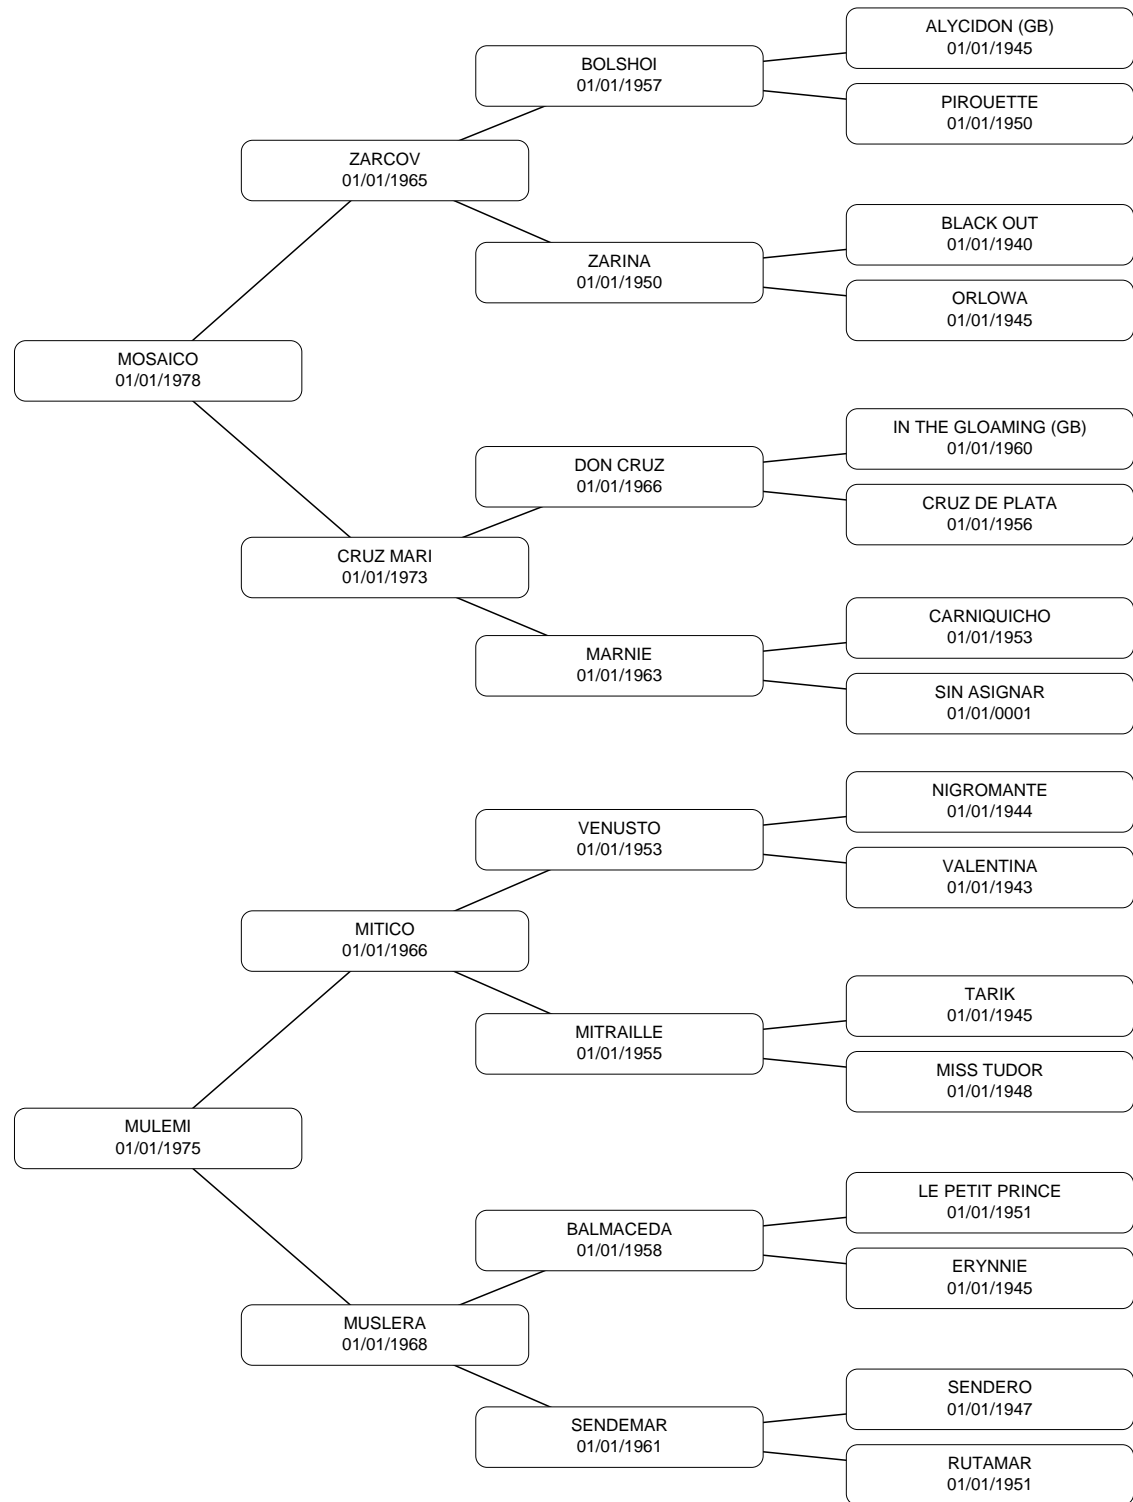 ALYCIDON (GB)
01/01/1945
BOLSHOI
01/01/1957
PIROUETTE
01/01/1950
ZARCOV
01/01/1965
BLACK OUT
01/01/1940
ZARINA
01/01/1950
ORLOWA
01/01/1945
MOSAICO
01/01/1978
IN THE GLOAMING (GB)
01/01/1960
DON CRUZ
01/01/1966
CRUZ DE PLATA
01/01/1956
CRUZ MARI
01/01/1973
CARNIQUICHO
01/01/1953
MARNIE
01/01/1963
SIN ASIGNAR
01/01/0001
NIGROMANTE
01/01/1944
VENUSTO
01/01/1953
VALENTINA
01/01/1943
MITICO
01/01/1966
TARIK
01/01/1945
MITRAILLE
01/01/1955
MISS TUDOR
01/01/1948
MULEMI
01/01/1975
LE PETIT PRINCE
01/01/1951
BALMACEDA
01/01/1958
ERYNNIE
01/01/1945
MUSLERA
01/01/1968
SENDERO
01/01/1947
SENDEMAR
01/01/1961
RUTAMAR
01/01/1951